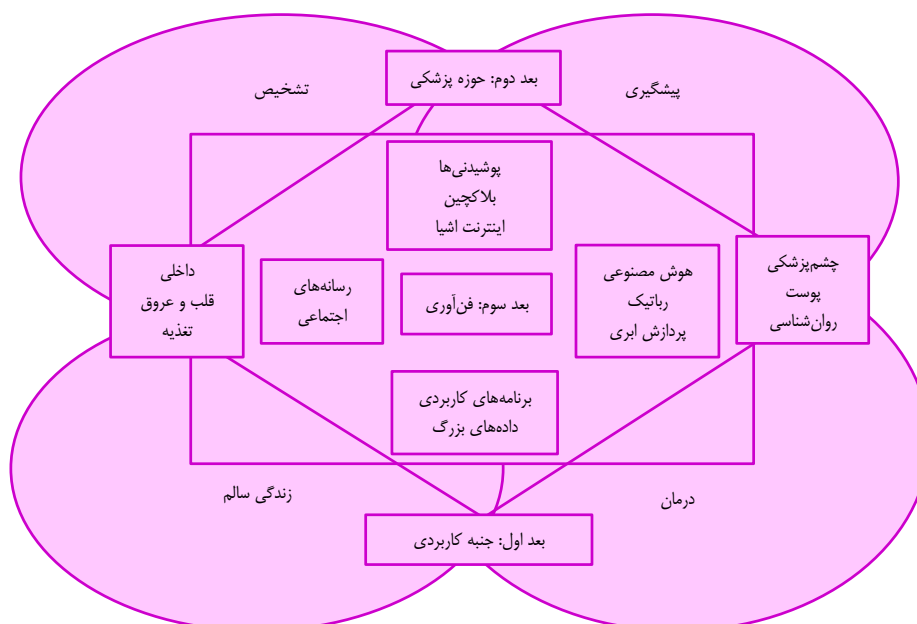 بعد دوم: حوزه پزشکی
پیشگیری
تشخیص
پوشیدنی‌ها
بلاکچین
اینترنت اشیا
چشم‌پزشکی
پوست
روان‌شناسی
هوش مصنوعی
رباتیک
پردازش ابری
بعد سوم: فن‌آوری
رسانه‌های
اجتماعی
داخلی
قلب و عروق
تغذیه
برنامه‌های کاربردی
داده‌های بزرگ
درمان
زندگی سالم
بعد اول: جنبه کاربردی